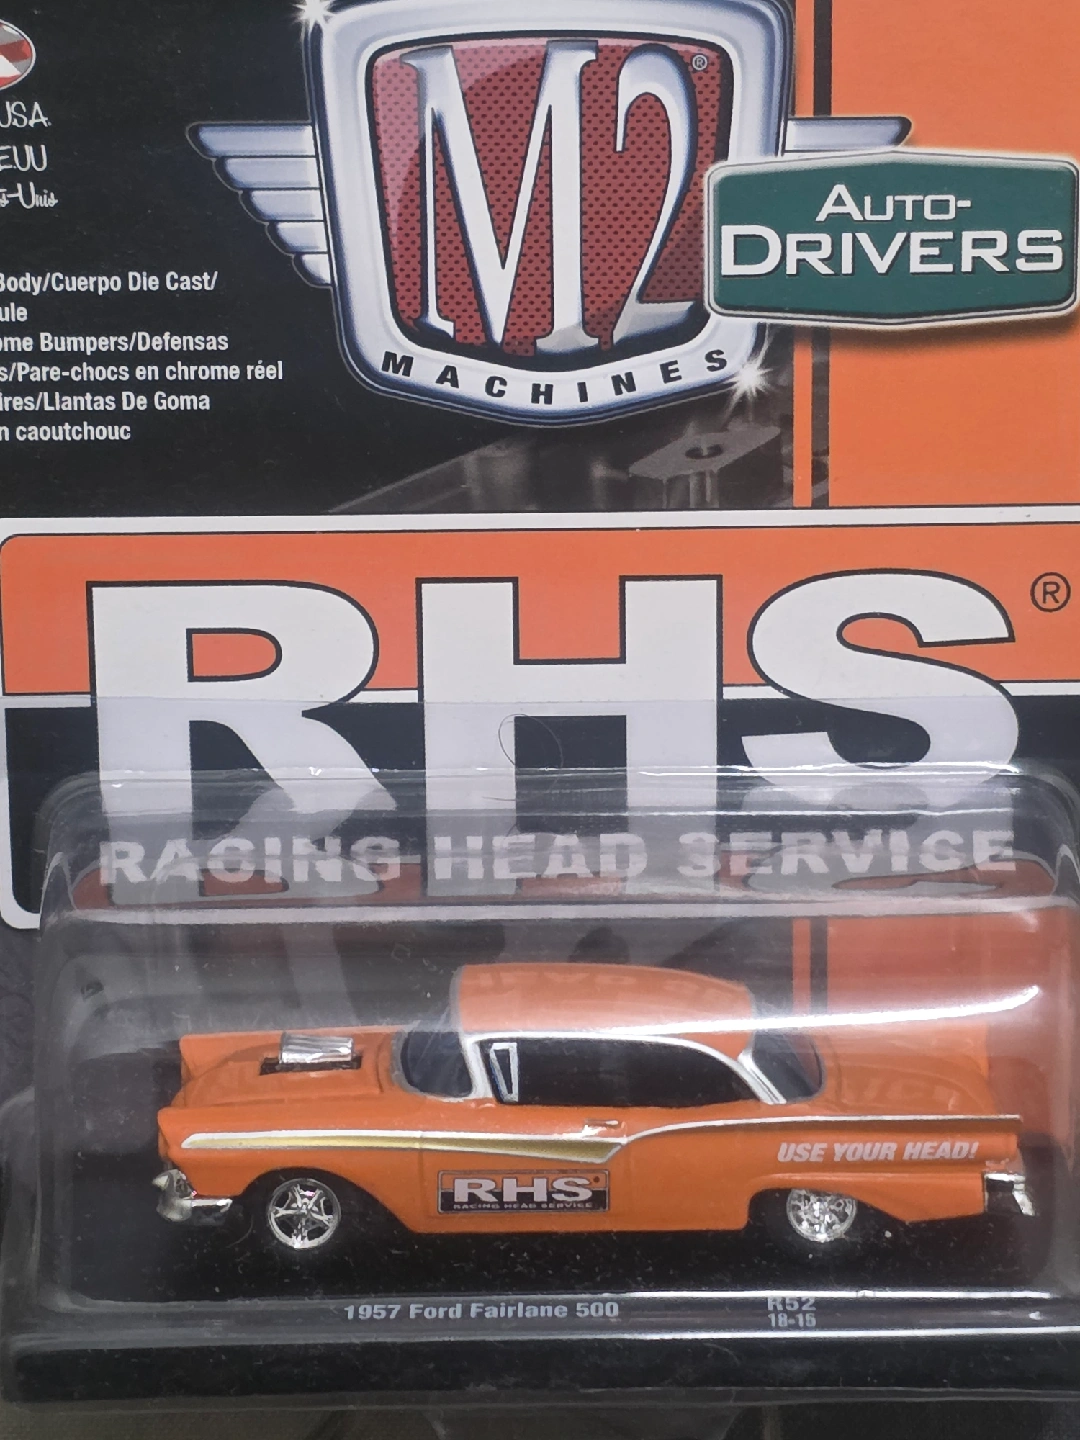 M2®
MACHINES
AUTO-
DRIVERS
USA
EUU
s-Unis
Body/Cuerpo Die Cast/
ule
ome Bumpers/Defensas
s/Pare-chocs en chrome réel
ires/Llantas De Goma
n caoutchouc
RHS®
RACING HEAD SERVICE
USE YOUR HEAD!
RHS
RACING HEAD SERVICE
1957 Ford Fairlane 500
R52
18-15